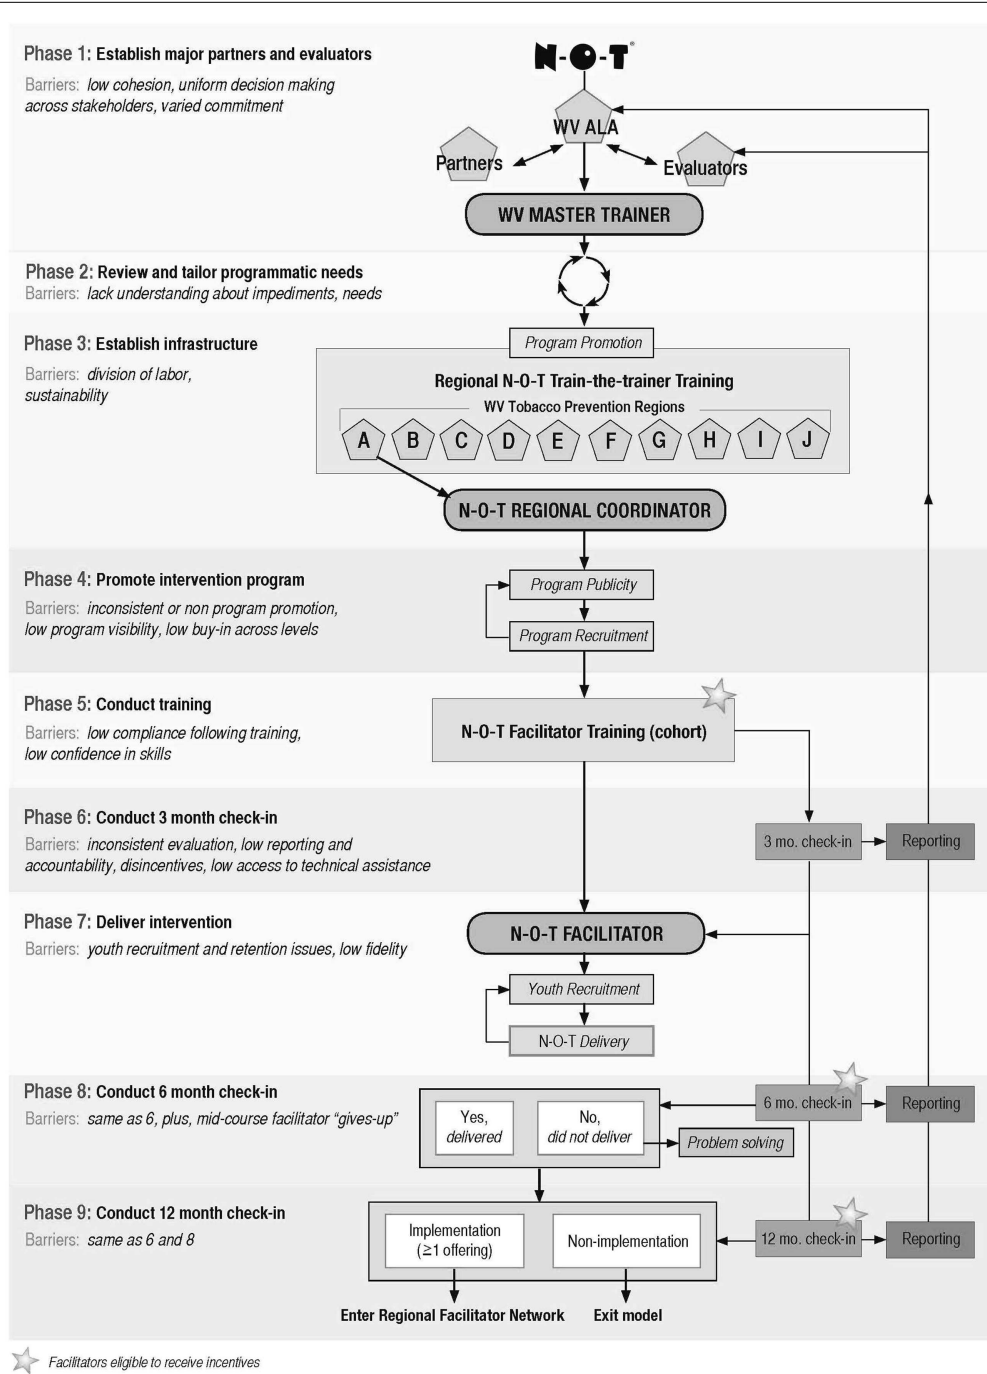 Phase 1: Establish major partners and evaluators
Barriers: low cohesion, uniform decision making
across stakeholders, varied commitment
N-O-T®
WV ALA
Partners
Evaluators
WV MASTER TRAINER
Phase 2: Review and tailor programmatic needs
Barriers: lack understanding about impediments, needs
Phase 3: Establish infrastructure
Barriers: division of labor,
sustainability
Program Promotion
Regional N-O-T Train-the-trainer Training
WV Tobacco Prevention Regions
A B C D E F G H I J
N-O-T REGIONAL COORDINATOR
Phase 4: Promote intervention program
Barriers: inconsistent or non program promotion,
low program visibility, low buy-in across levels
Program Publicity
Program Recruitment
Phase 5: Conduct training
Barriers: low compliance following training,
low confidence in skills
N-O-T Facilitator Training (cohort)
Phase 6: Conduct 3 month check-in
Barriers: inconsistent evaluation, low reporting and
accountability, disincentives, low access to technical assistance
3 mo. check-in
Reporting
Phase 7: Deliver intervention
Barriers: youth recruitment and retention issues, low fidelity
N-O-T FACILITATOR
Youth Recruitment
N-O-T Delivery
Phase 8: Conduct 6 month check-in
Barriers: same as 6, plus, mid-course facilitator “gives-up”
Yes,
delivered
No,
did not deliver
Problem solving
6 mo. check-in
Reporting
Phase 9: Conduct 12 month check-in
Barriers: same as 6 and 8
Implementation
(≧1 offering)
Non-implementation
12 mo. check-in
Reporting
Enter Regional Facilitator Network
Exit model
Facilitators eligible to receive incentives